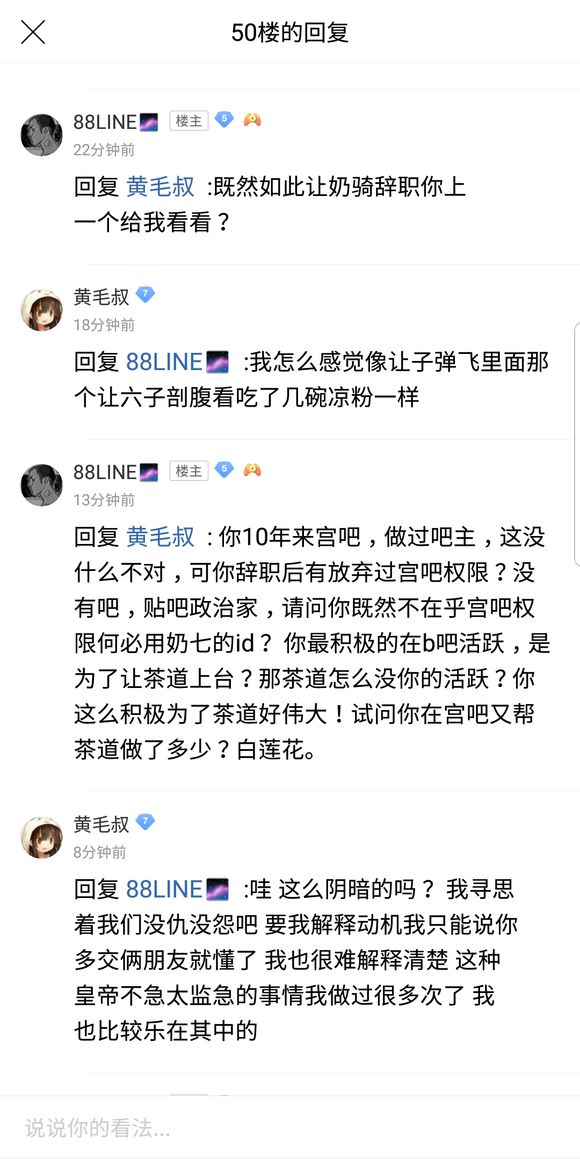 50楼的回复
88LINE 楼主 5
22分钟前
回复 黄毛叔 :既然如此让奶骑辞职你上
一个给我看看？
黄毛叔 7
18分钟前
回复 88LINE :我怎么感觉像让子弹飞里面那
个让六子剖腹看吃了几碗凉粉一样
88LINE 楼主 5
13分钟前
回复 黄毛叔 : 你10年来宫吧，做过吧主，这没
什么不对，可你辞职后有放弃过宫吧权限？没
有吧，贴吧政治家，请问你既然不在乎宫吧权
限何必用奶七的id？ 你最积极的在b吧活跃，是
为了让茶道上台？那茶道怎么没你的活跃？你
这么积极为了茶道好伟大！试问你在宫吧又帮
茶道做了多少？白莲花。
黄毛叔 7
8分钟前
回复 88LINE :哇 这么阴暗的吗？ 我寻思
着我们没仇没怨吧 要我解释动机我只能说你
多交俩朋友就懂了 我也很难解释清楚 这种
皇帝不急太监急的事情我做过很多次了 我
也比较乐在其中的
说说你的看法...